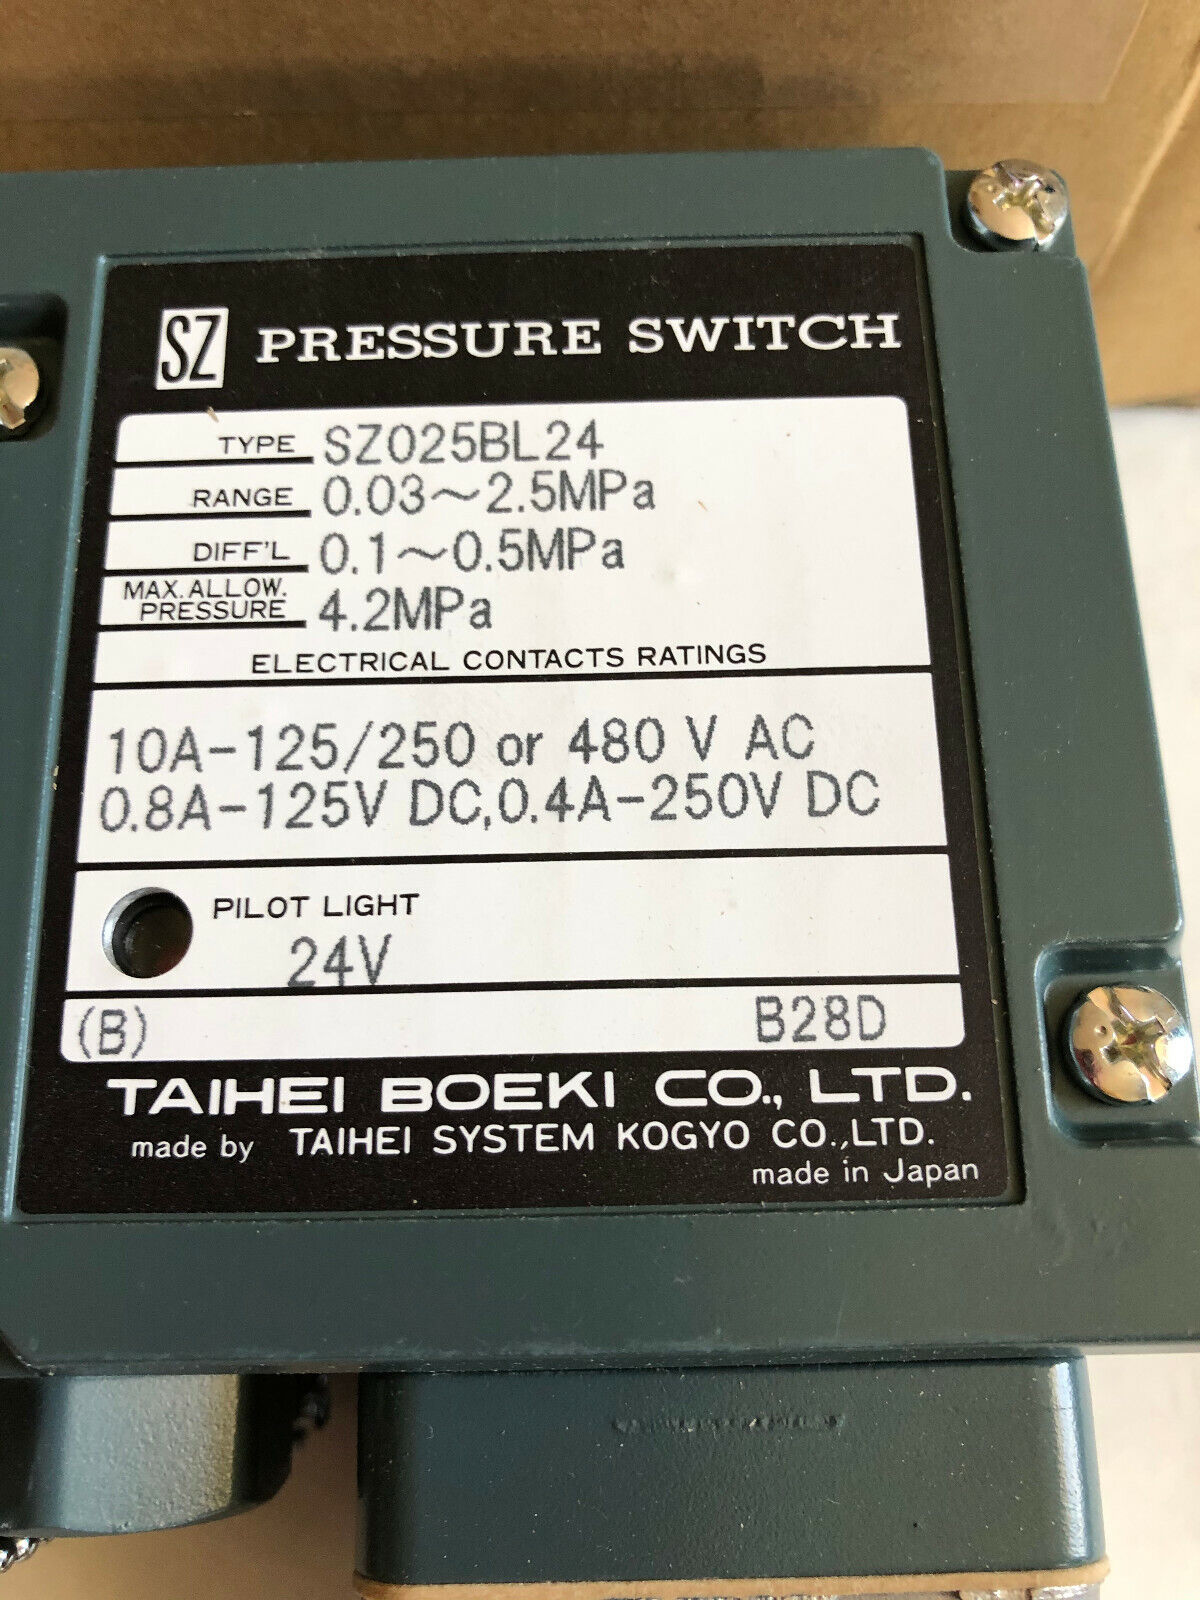 SZ PRESSURE SWITCH
TYPE SZ025BL24
RANGE 0.03~2.5MPa
DIFF'L 0.1~0.5MPa
MAX. ALLOW.
PRESSURE 4.2MPa
ELECTRICAL CONTACTS RATINGS
10A-125/250 or 480 V AC
0.8A-125V DC,0.4A-250V DC
PILOT LIGHT
24V
(B) B28D
TAIHEI BOEKI CO., LTD.
made by TAIHEI SYSTEM KOGYO CO.,LTD.
made in Japan